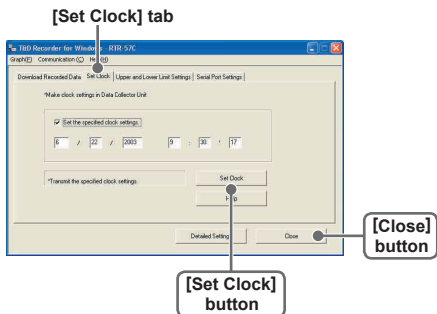 [Set Clock] tab
T&D Recorder for Windows - RTR-57C
Graph(F) Communication (C) Help(H)
Download Recorded Data Set Clock Upper and Lower Limit Settings Serial Port Settings
*Make clock settings in Data Collector Unit
Set the specified clock settings.
6 / 22 / 2003 9 : 30 ' 17
*Transmit the specified clock settings.
Set Clock
Help
Detailed Settings Close
[Close]
button
[Set Clock]
button